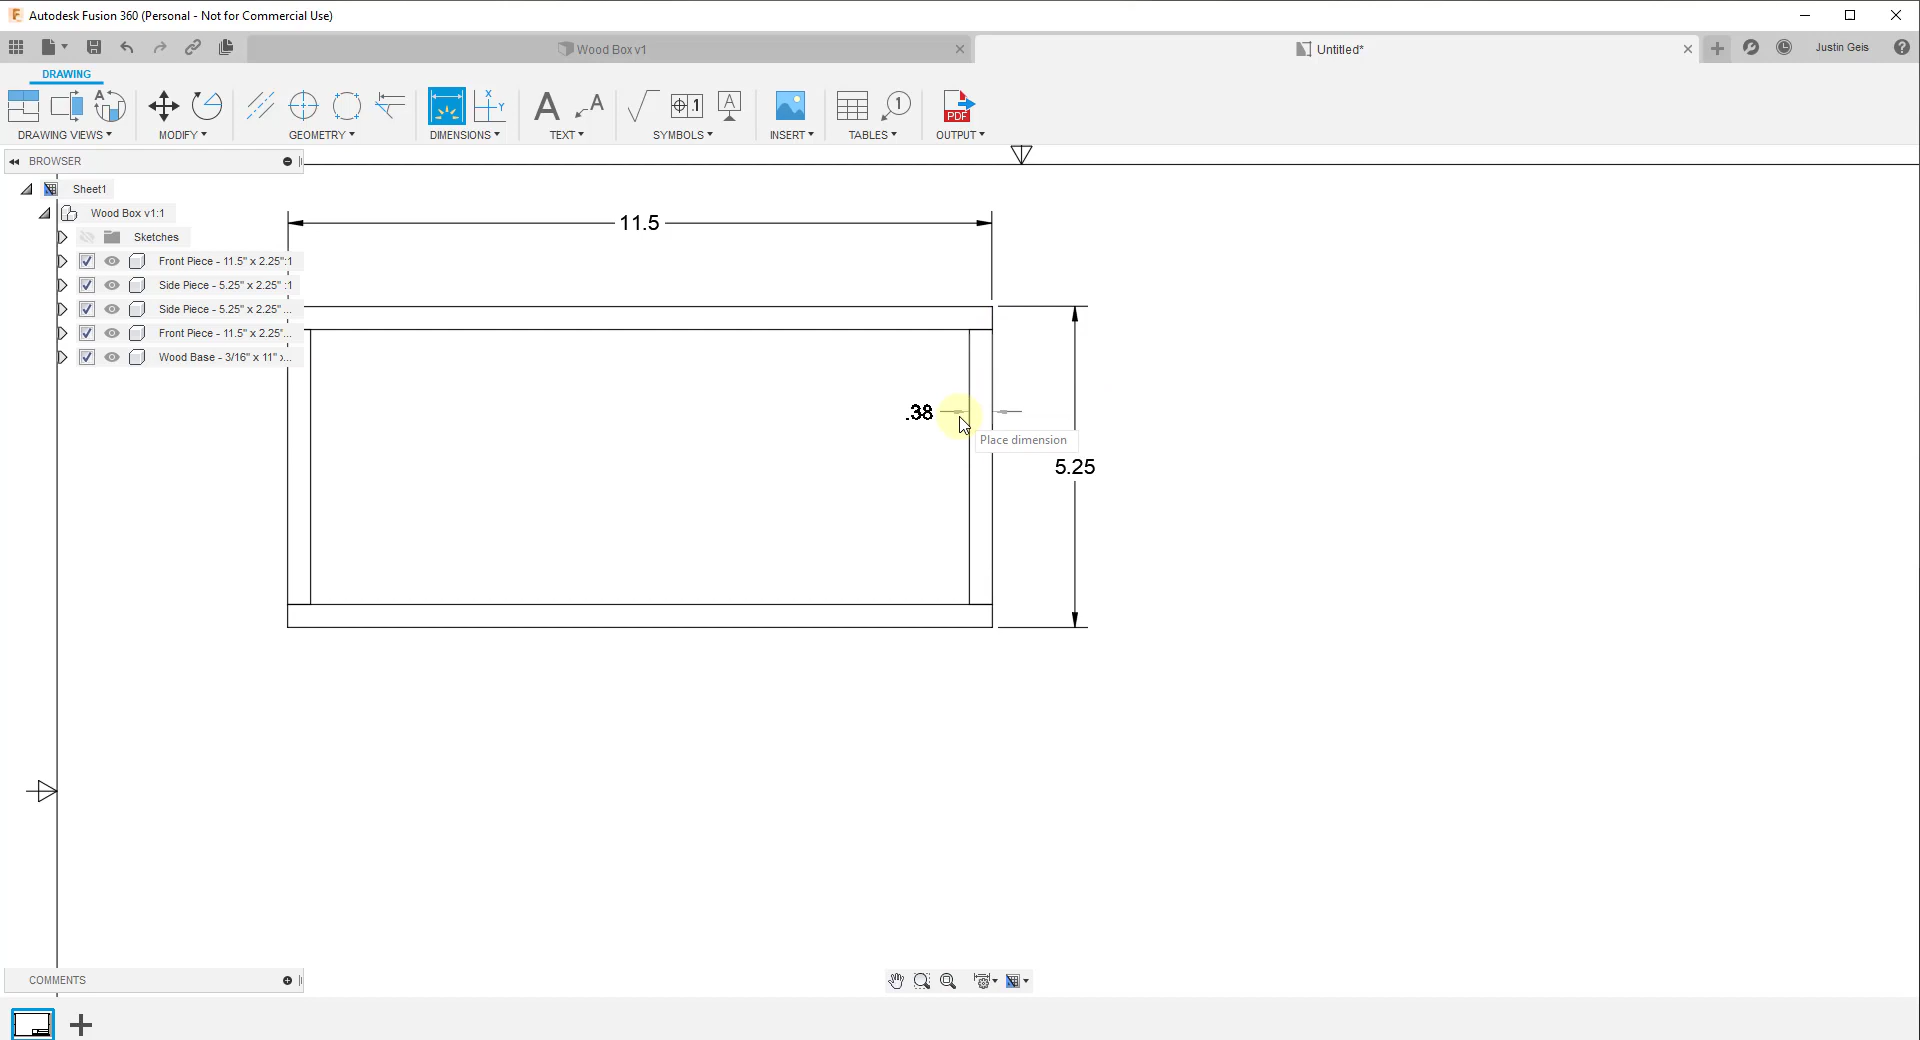 Autodesk Fusion 360 (Personal - Not for Commercial Use)
Wood Box v1
Untitled*
Justin Geis
DRAWING
DRAWING VIEWS
MODIFY
GEOMETRY
DIMENSIONS
TEXT
SYMBOLS
INSERT
TABLES
OUTPUT
BROWSER
Sheet1
Wood Box v1:1
Sketches
Front Piece - 11.5" x 2.25":1
Side Piece - 5.25" x 2.25" :1
Side Piece - 5.25" x 2.25" ...
Front Piece - 11.5" x 2.25"...
Wood Base - 3/16" x 11" x...
11.5
.38
Place dimension
5.25
COMMENTS
A
X
Y
A
A
.1
A
1
PDF